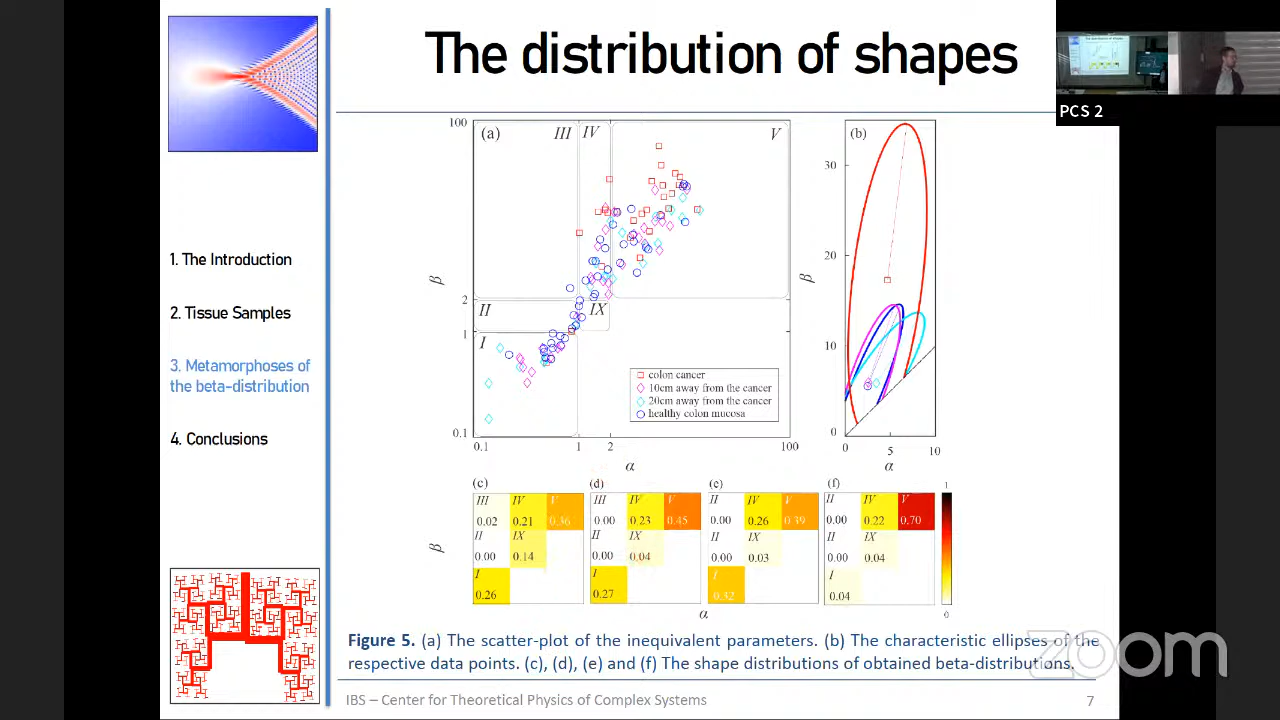 The distribution of shapes
PCS 2
1. The Introduction
2. Tissue Samples
3. Metamorphoses of
the beta-distribution
4. Conclusions
(a)
III
IV
V
II
IX
I
100
2
1
0.1
β
0.1
1
2
100
α
colon cancer
10cm away from the cancer
20cm away from the cancer
healthy colon mucosa
(b)
30
20
10
0
β
0
5
10
α
(c)
III
IV
V
0.02
0.21
0.36
II
IX
0.00
0.14
I
0.26
(d)
III
IV
V
0.00
0.23
0.45
II
IX
0.00
0.04
I
0.27
(e)
II
IV
V
0.00
0.26
0.39
II
IX
0.00
0.03
I
0.32
(f)
II
IV
V
0.00
0.22
0.70
II
IX
0.00
0.04
I
0.04
1
0
β
α
Figure 5. (a) The scatter-plot of the inequivalent parameters. (b) The characteristic ellipses of the
respective data points. (c), (d), (e) and (f) The shape distributions of obtained beta-distributions.
zoom
IBS – Center for Theoretical Physics of Complex Systems
7